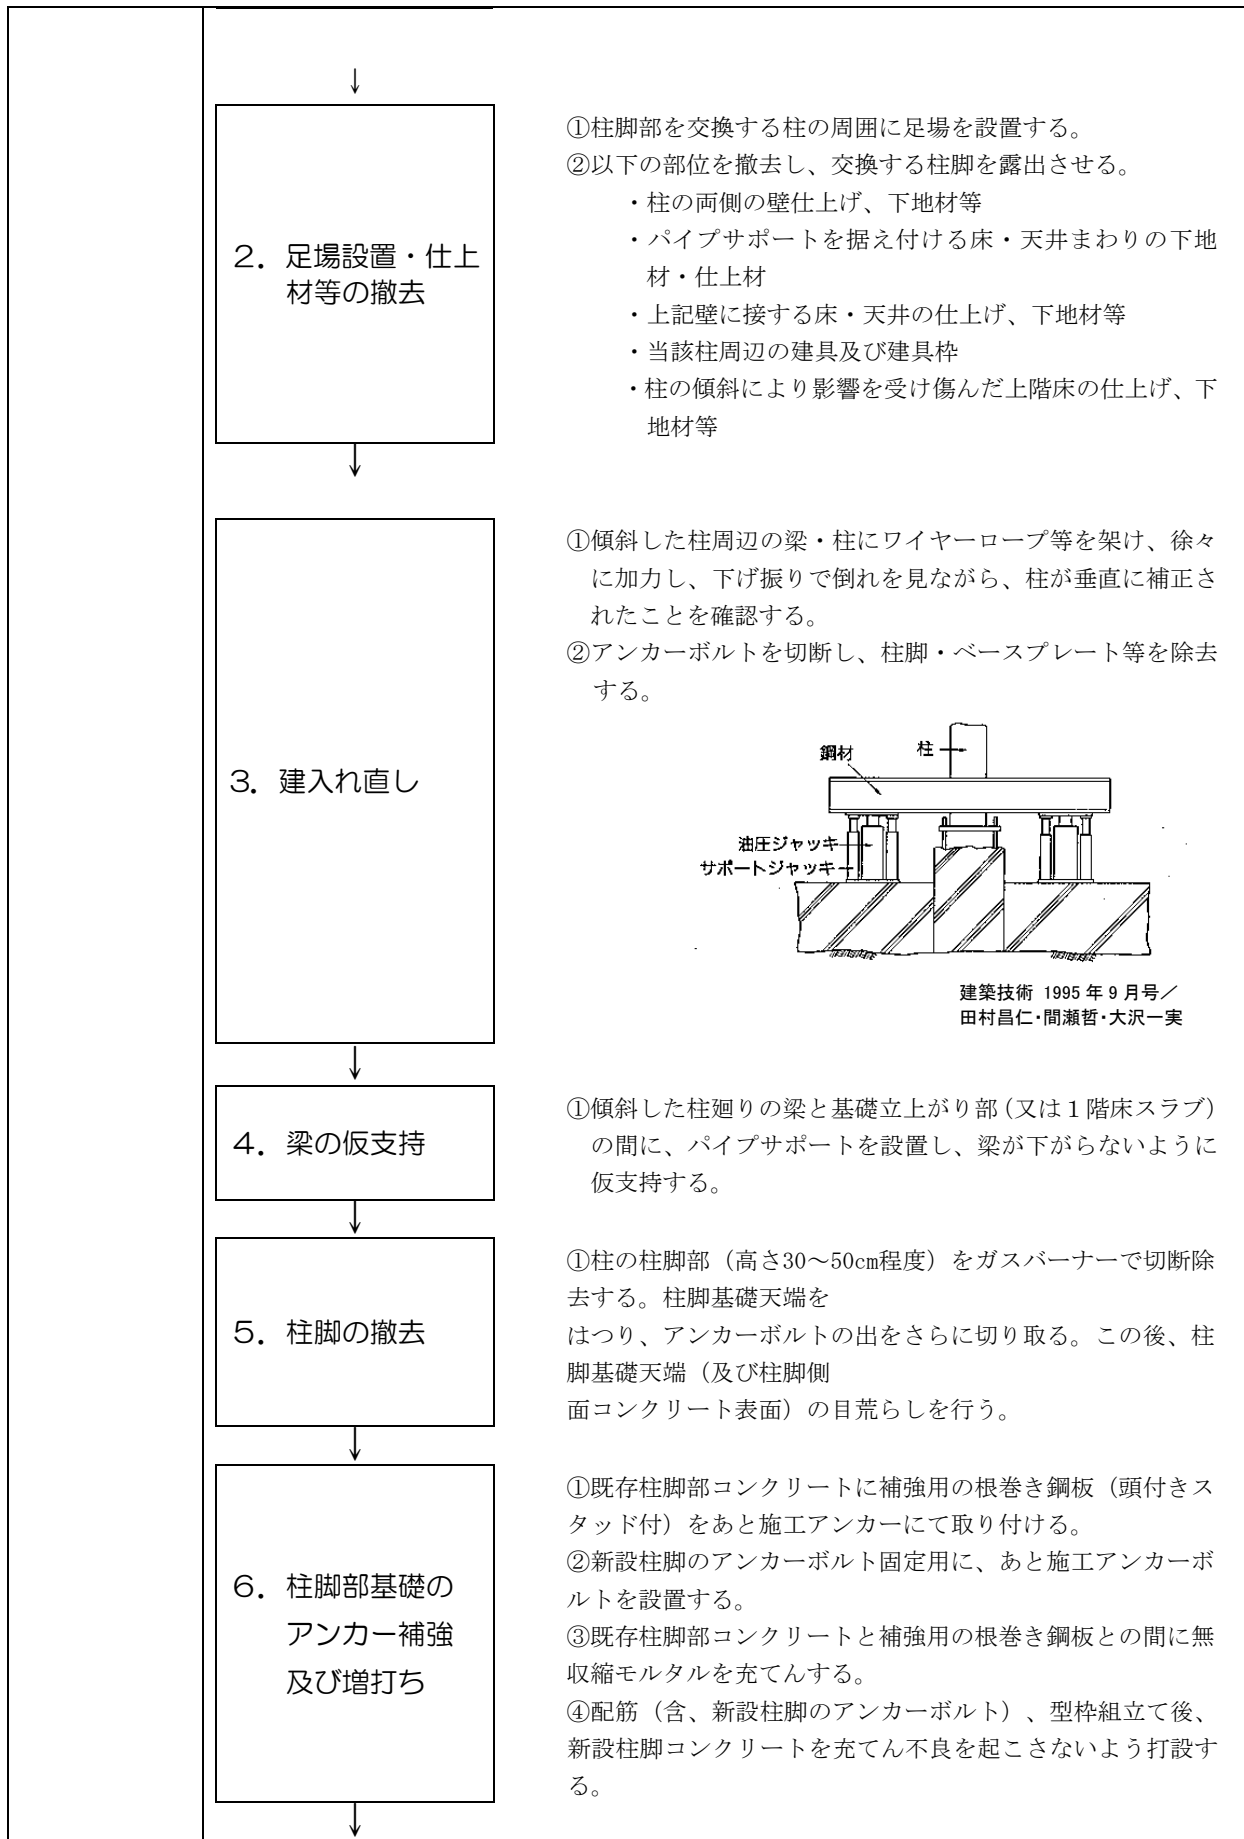 ↓
2. 足場設置・仕上
材等の撤去
①柱脚部を交換する柱の周囲に足場を設置する。
②以下の部位を撤去し、交換する柱脚を露出させる。
・柱の両側の壁仕上げ、下地材等
・パイプサポートを据え付ける床・天井まわりの下地
材・仕上材
・上記壁に接する床・天井の仕上げ、下地材等
・当該柱周辺の建具及び建具枠
・柱の傾斜により影響を受け傷んだ上階床の仕上げ、下
地材等
↓
3. 建入れ直し
①傾斜した柱周辺の梁・柱にワイヤーロープ等を架け、徐々
に加力し、下げ振りで倒れを見ながら、柱が垂直に補正さ
れたことを確認する。
②アンカーボルトを切断し、柱脚・ベースプレート等を除去
する。
鋼材
柱
油圧ジャッキ
サポートジャッキ
建築技術 1995年9月号/
田村昌仁・間瀬哲・大沢一実
↓
4. 梁の仮支持
①傾斜した柱廻りの梁と基礎立上がり部(又は1階床スラブ)
の間に、パイプサポートを設置し、梁が下がらないように
仮支持する。
↓
5. 柱脚の撤去
①柱の柱脚部(高さ30~50cm程度)をガスバーナーで切断除
去する。柱脚基礎天端を
はつり、アンカーボルトの出をさらに切り取る。この後、柱
脚基礎天端(及び柱脚側
面コンクリート表面)の目荒らしを行う。
↓
6. 柱脚部基礎の
アンカー補強
及び増打ち
①既存柱脚部コンクリートに補強用の根巻き鋼板(頭付きス
タッド付)をあと施工アンカーにて取り付ける。
②新設柱脚のアンカーボルト固定用に、あと施工アンカーボ
ルトを設置する。
③既存柱脚部コンクリートと補強用の根巻き鋼板との間に無
収縮モルタルを充てんする。
④配筋(含、新設柱脚のアンカーボルト)、型枠組立て後、
新設柱脚コンクリートを充てん不良を起こさないよう打設す
る。
↓